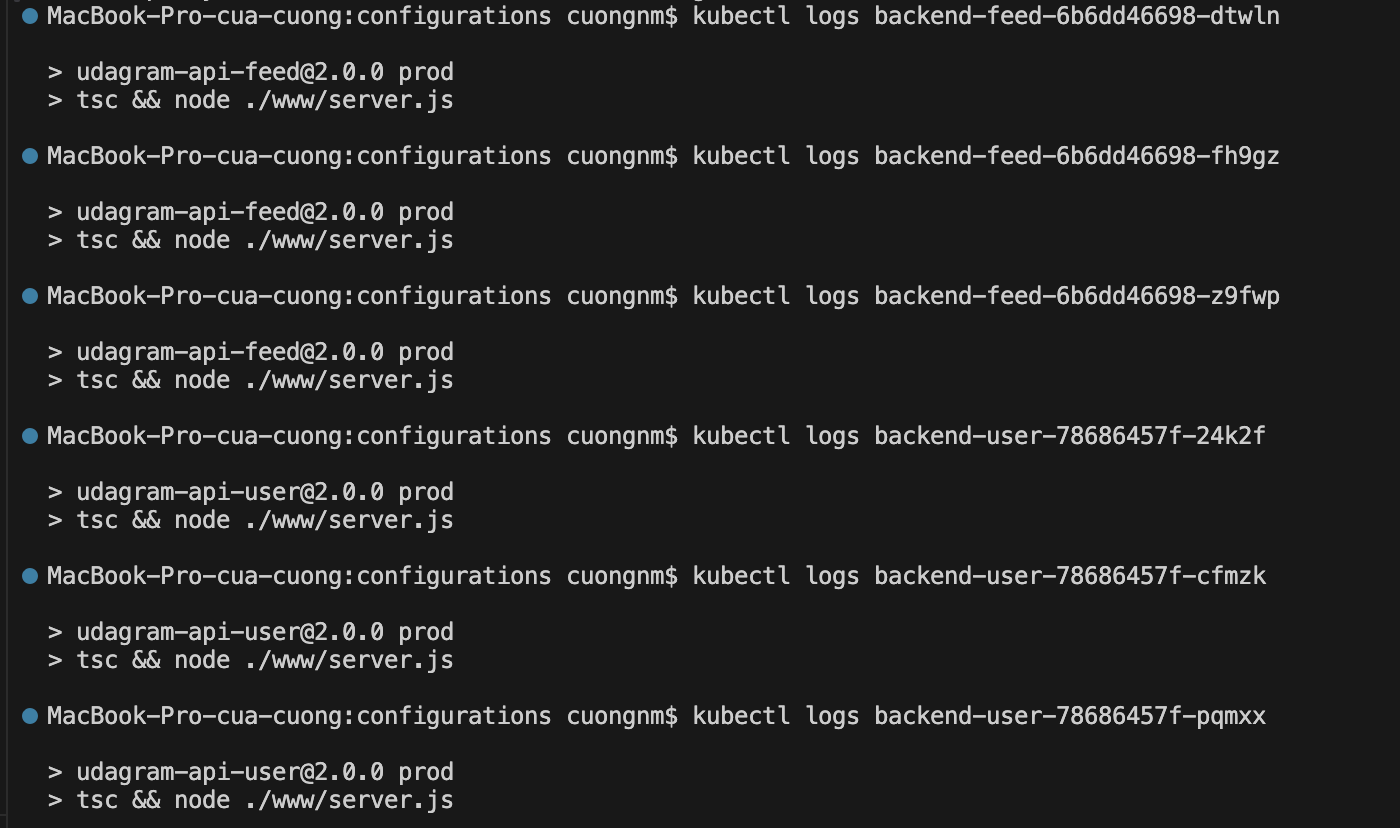 MacBook-Pro-cua-cuong:configurations cuongnm$ kubectl logs backend-feed-6b6dd46698-dtwln
> udagram-api-feed@2.0.0 prod
> tsc && node ./www/server.js
MacBook-Pro-cua-cuong:configurations cuongnm$ kubectl logs backend-feed-6b6dd46698-fh9gz
> udagram-api-feed@2.0.0 prod
> tsc && node ./www/server.js
MacBook-Pro-cua-cuong:configurations cuongnm$ kubectl logs backend-feed-6b6dd46698-z9fwp
> udagram-api-feed@2.0.0 prod
> tsc && node ./www/server.js
MacBook-Pro-cua-cuong:configurations cuongnm$ kubectl logs backend-user-78686457f-24k2f
> udagram-api-user@2.0.0 prod
> tsc && node ./www/server.js
MacBook-Pro-cua-cuong:configurations cuongnm$ kubectl logs backend-user-78686457f-cfmzk
> udagram-api-user@2.0.0 prod
> tsc && node ./www/server.js
MacBook-Pro-cua-cuong:configurations cuongnm$ kubectl logs backend-user-78686457f-pqmxx
> udagram-api-user@2.0.0 prod
> tsc && node ./www/server.js